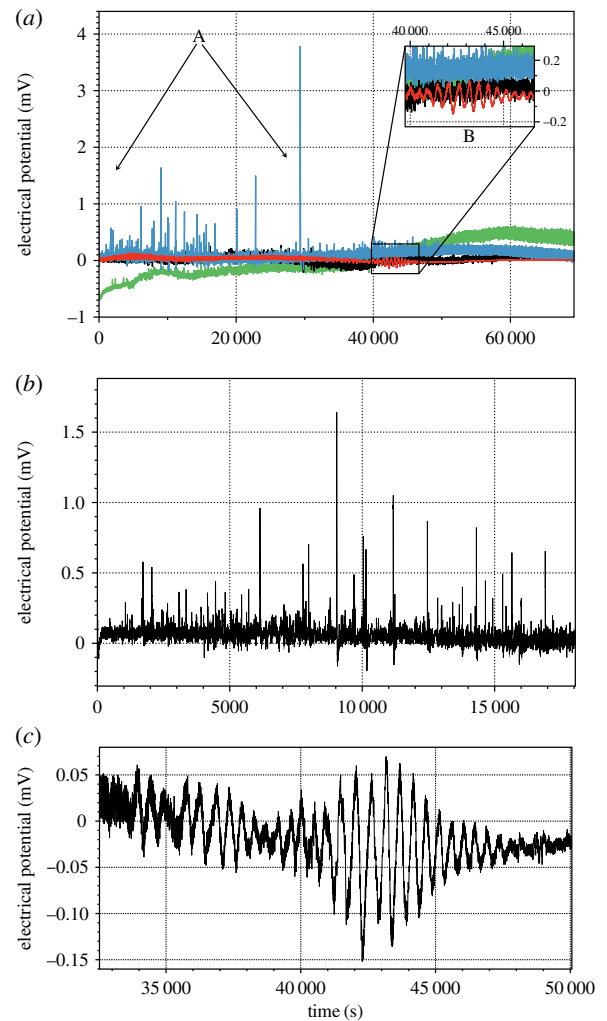 (a)
A
40 000 45 000
4
3
2
1
0
−1
0.2
0
−0.2
B
electrical potential (mV)
0 20 000 40 000 60 000
(b)
1.5
1.0
0.5
0
electrical potential (mV)
0 5000 10 000 15 000
(c)
0.05
0
−0.05
−0.10
−0.15
electrical potential (mV)
35 000 40 000 45 000 50 000
time (s)